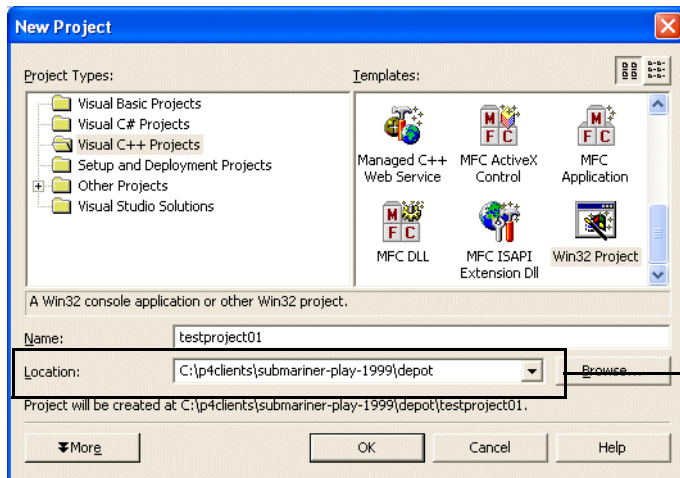 New Project
Project Types:
Templates:
Visual Basic Projects
Visual C# Projects
Visual C++ Projects
Setup and Deployment Projects
Other Projects
Visual Studio Solutions
Managed C++
Web Service
MFC ActiveX
Control
MFC
Application
MFC DLL
MFC ISAPI
Extension Dll
Win32 Project
A Win32 console application or other Win32 project.
Name:
testproject01
Location:
C:\p4clients\submariner-play-1999\depot
Browse...
Project will be created at C:\p4clients\submariner-play-1999\depot\testproject01.
More
OK
Cancel
Help